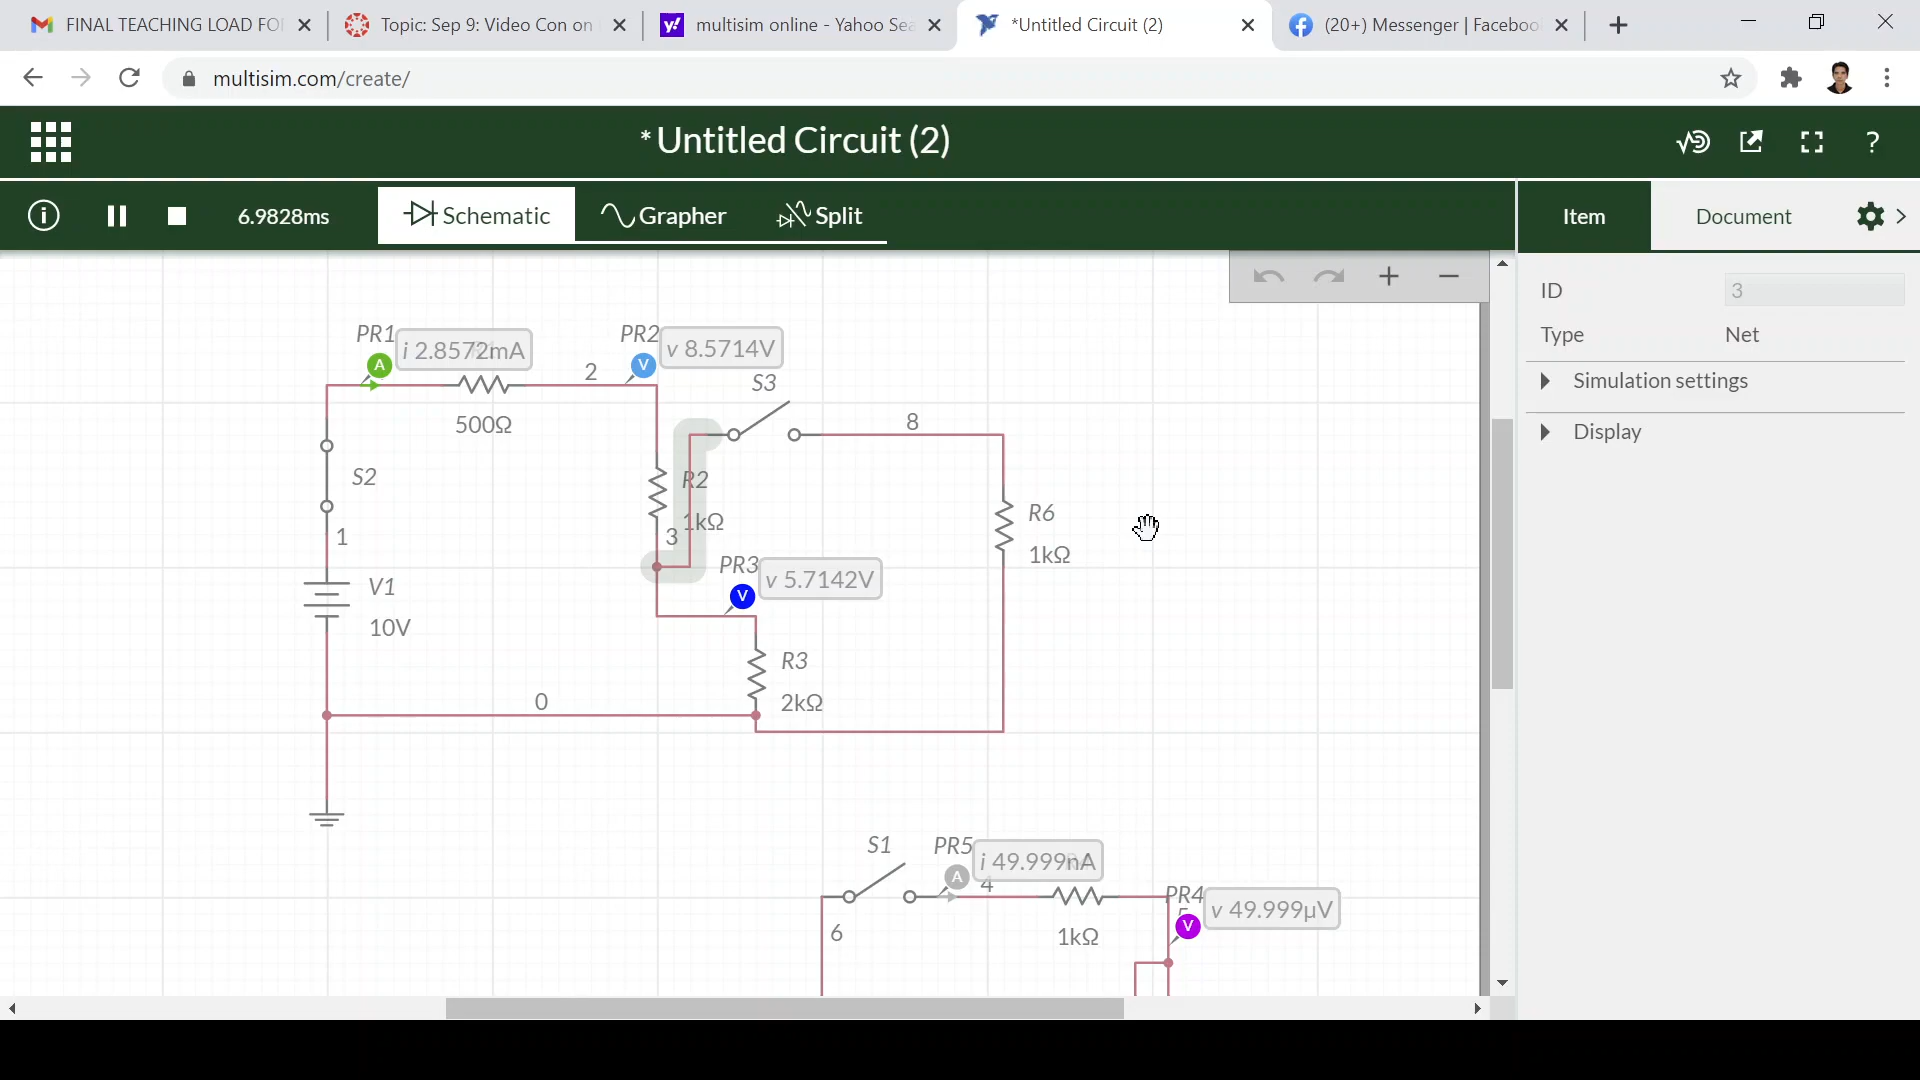 FINAL TEACHING LOAD FO
Topic: Sep 9: Video Con on
multisim online - Yahoo Sea
*Untitled Circuit (2)
(20+) Messenger | Faceboo
multisim.com/create/
*Untitled Circuit (2)
6.9828ms
Schematic
Grapher
Split
Item
Document
ID
3
Type
Net
Simulation settings
Display
PR1
A
i 2.8572mA
2
PR2
V
v 8.5714V
500Ω
S3
8
S2
R2
1kΩ
3
1
R6
1kΩ
PR3
V
v 5.7142V
V1
10V
R3
2kΩ
0
S1
PR5
A
i 49.999nA
4
1kΩ
PR4
V
v 49.999µV
6